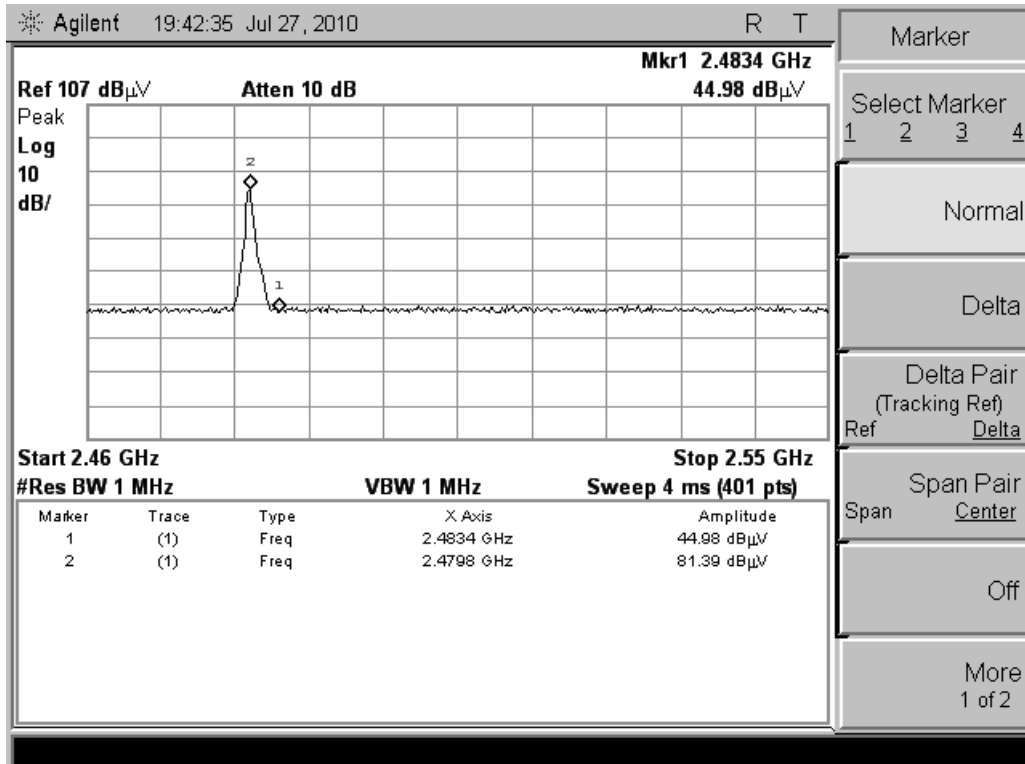 Agilent 19:42:35 Jul 27, 2010 R T
Mkr1 2.4834 GHz
Ref 107 dBµV Atten 10 dB 44.98 dBµV
Peak
Log
10
dB/
2
1
Start 2.46 GHz Stop 2.55 GHz
#Res BW 1 MHz VBW 1 MHz Sweep 4 ms (401 pts)
Marker Trace Type X Axis Amplitude
1 (1) Freq 2.4834 GHz 44.98 dBµV
2 (1) Freq 2.4798 GHz 81.39 dBµV
Marker
Select Marker
1 2 3 4
Normal
Delta
Delta Pair
(Tracking Ref)
Ref Delta
Span Pair
Span Center
Off
More
1 of 2